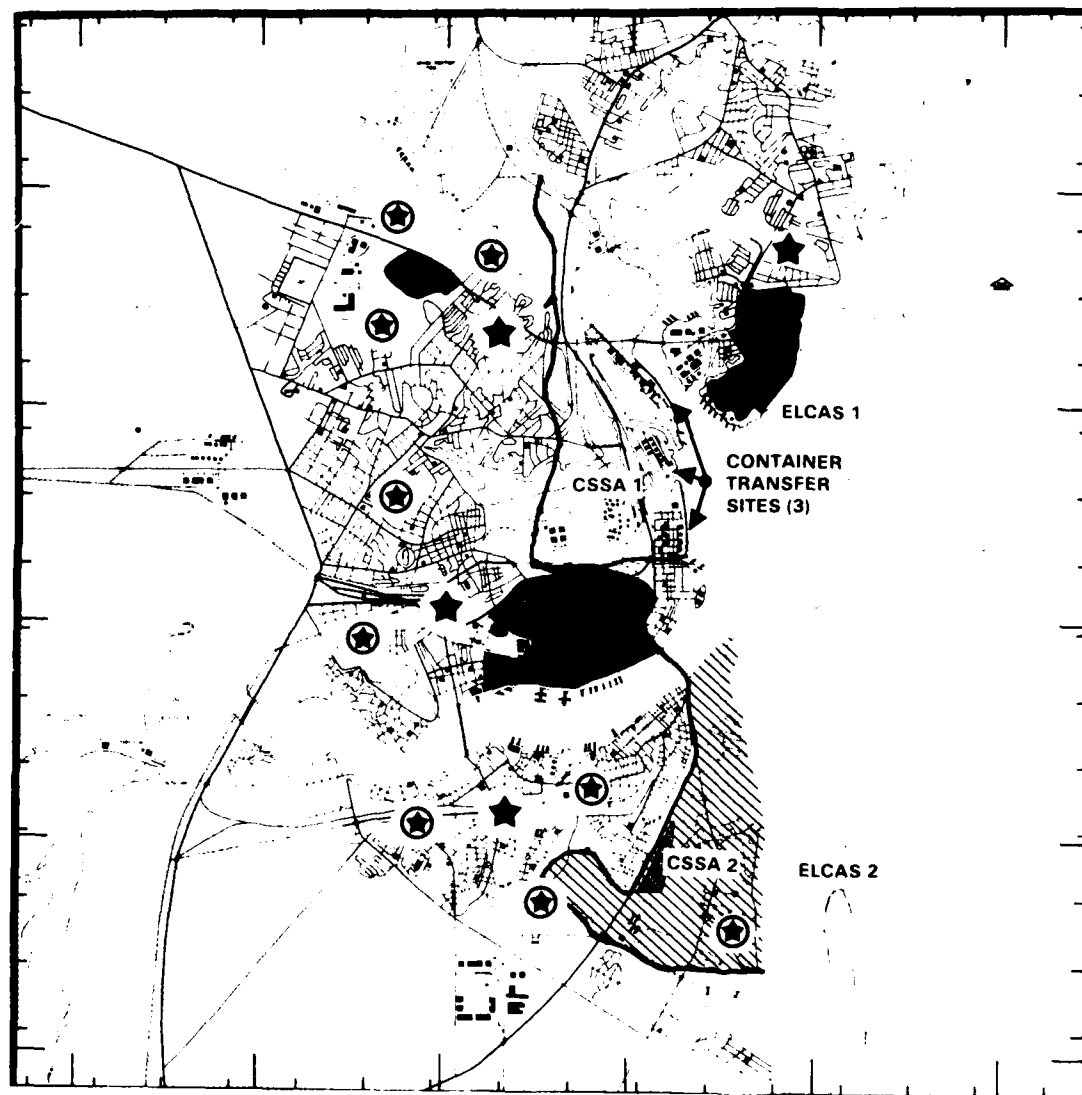 ELCAS 1
CONTAINER
TRANSFER
SITES (3)
CSSA 1
CSSA 2
ELCAS 2